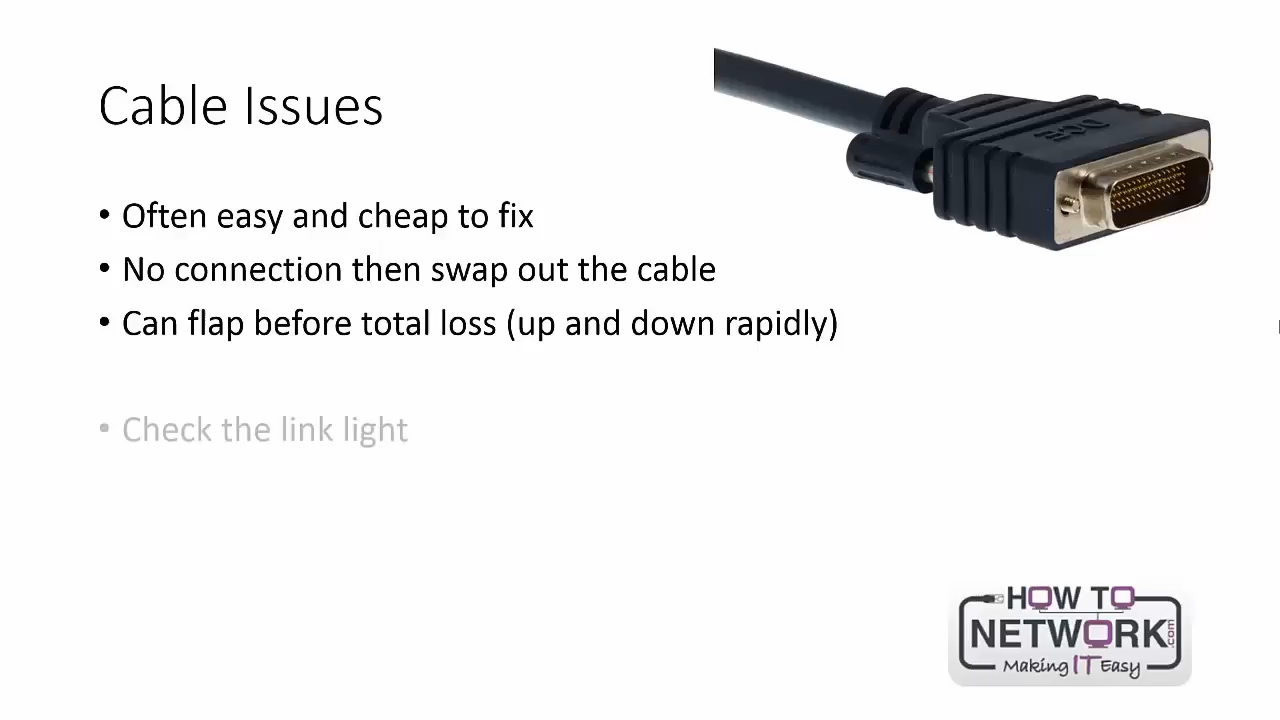 Cable Issues
DCE
• Often easy and cheap to fix
• No connection then swap out the cable
• Can flap before total loss (up and down rapidly)
• Check the link light
HOW TO
NETWORK.com
Making IT Easy